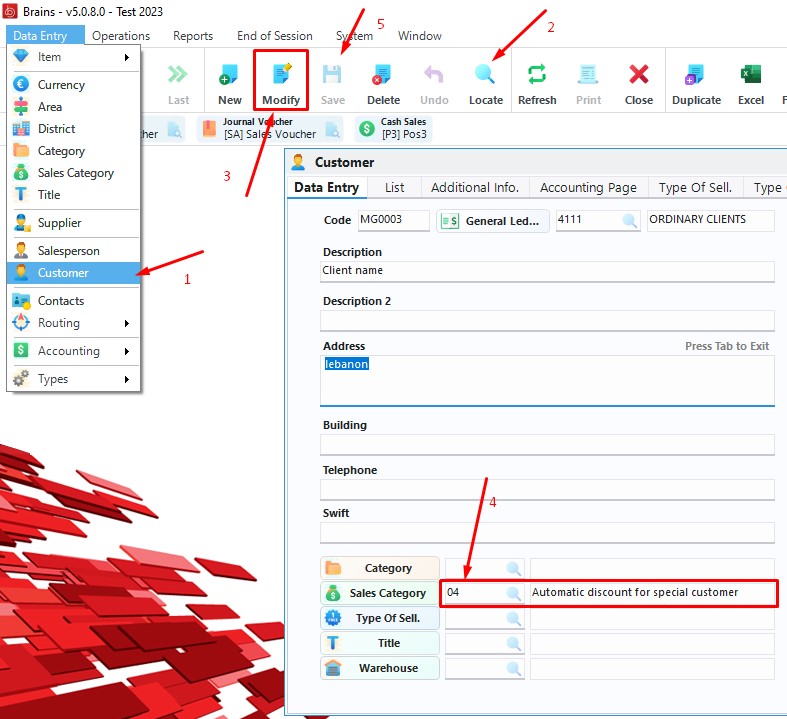 Brains - v5.0.8.0 - Test 2023
Data Entry Operations Reports End of Session System Window
5
2
Last New Modify Save Delete Undo Locate Refresh Print Close Duplicate Excel F
cher
Journal Voucher
[SA] Sales Voucher
Cash Sales
[P3] Pos3
Item
Currency
Area
District
Category
Sales Category
Title
Supplier
Salesperson
Customer
Contacts
Routing
Accounting
Types
3
1
Customer
Data Entry List Additional Info. Accounting Page Type Of Sell. Type
Code MG0003 General Led... 4111 ORDINARY CLIENTS
Description
Client name
Description 2
Address Press Tab to Exit
lebanon
Building
Telephone
4
Swift
Category
Sales Category 04 Automatic discount for special customer
Type Of Sell.
Title
Warehouse